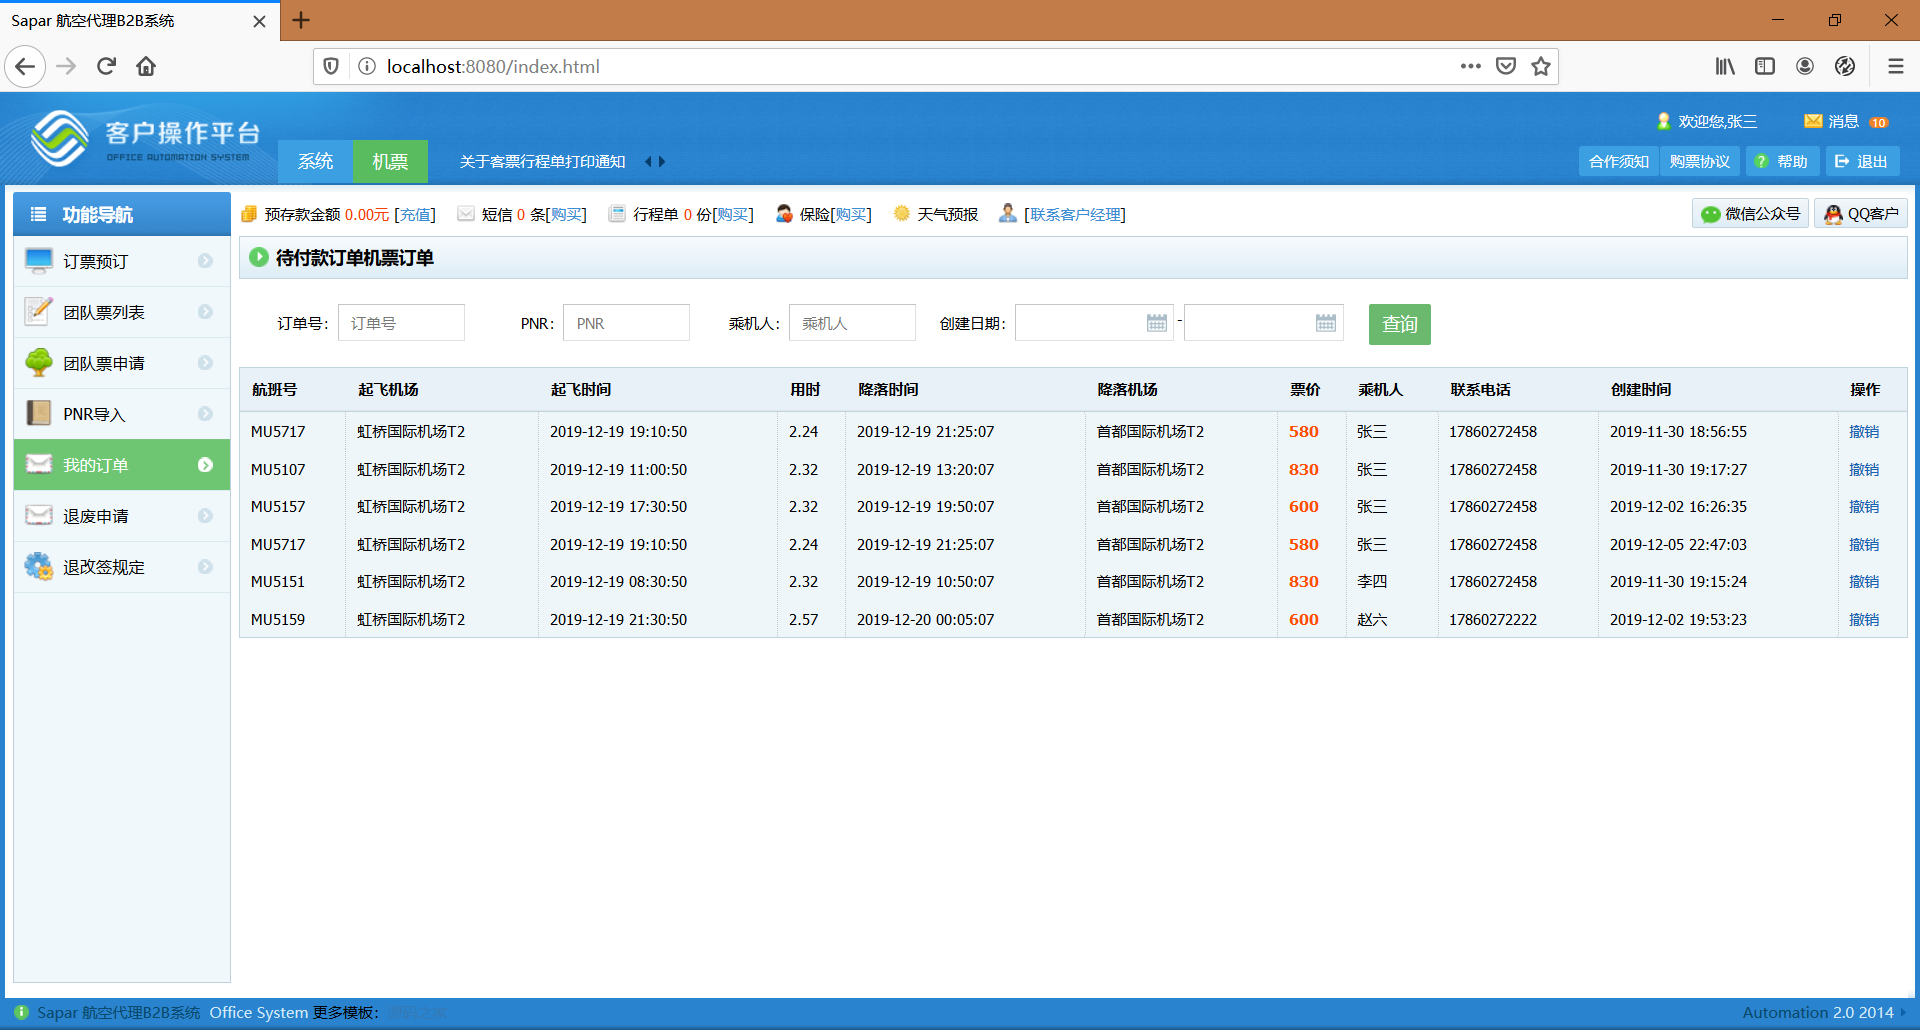 Sapar 航空代理B2B系统
localhost:8080/index.html
客户操作平台
OFFICE AUTOMATION SYSTEM
系统 机票 关于客票行程单打印通知
欢迎您,张三 消息 10
合作须知 购票协议 帮助 退出
功能导航
订票预订
团队票列表
团队票申请
PNR导入
我的订单
退废申请
退改签规定
预存款金额 0.00元 [充值] 短信 0 条[购买] 行程单 0 份[购买] 保险[购买] 天气预报 [联系客户经理] 微信公众号 QQ客户
待付款订单机票订单
订单号： 订单号 PNR： PNR 乘机人： 乘机人 创建日期： - 查询
航班号 起飞机场 起飞时间 用时 降落时间 降落机场 票价 乘机人 联系电话 创建时间 操作
MU5717 虹桥国际机场T2 2019-12-19 19:10:50 2.24 2019-12-19 21:25:07 首都国际机场T2 580 张三 17860272458 2019-11-30 18:56:55 撤销
MU5107 虹桥国际机场T2 2019-12-19 11:00:50 2.32 2019-12-19 13:20:07 首都国际机场T2 830 张三 17860272458 2019-11-30 19:17:27 撤销
MU5157 虹桥国际机场T2 2019-12-19 17:30:50 2.32 2019-12-19 19:50:07 首都国际机场T2 600 张三 17860272458 2019-12-02 16:26:35 撤销
MU5717 虹桥国际机场T2 2019-12-19 19:10:50 2.24 2019-12-19 21:25:07 首都国际机场T2 580 张三 17860272458 2019-12-05 22:47:03 撤销
MU5151 虹桥国际机场T2 2019-12-19 08:30:50 2.32 2019-12-19 10:50:07 首都国际机场T2 830 李四 17860272458 2019-11-30 19:15:24 撤销
MU5159 虹桥国际机场T2 2019-12-19 21:30:50 2.57 2019-12-20 00:05:07 首都国际机场T2 600 赵六 17860272222 2019-12-02 19:53:23 撤销
Sapar 航空代理B2B系统 Office System 更多模板：
Automation 2.0 2014